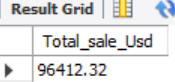 Result Grid
Total_sale_Usd
96412.32